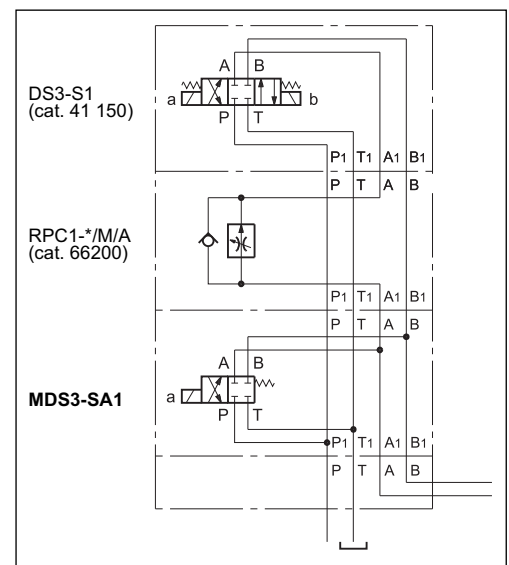 DS3-S1
(cat. 41 150)
A B
a b
P T
P1 T1 A1 B1
P T A B
RPC1-*/M/A
(cat. 66200)
P1 T1 A1 B1
P T A B
MDS3-SA1
A B
a
P T
P1 T1 A1 B1
P T A B